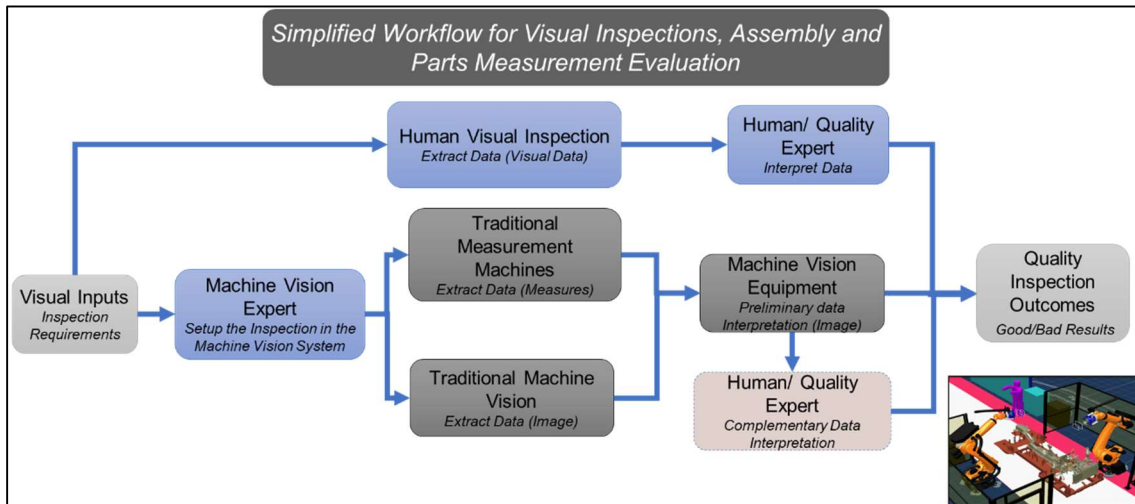 Simplified Workflow for Visual Inspections, Assembly and
Parts Measurement Evaluation
Human Visual Inspection
Extract Data (Visual Data)
Human/ Quality
Expert
Interpret Data
Traditional
Measurement
Machines
Extract Data (Measures)
Visual Inputs
Inspection
Requirements
Machine Vision
Expert
Setup the Inspection in the
Machine Vision System
Machine Vision
Equipment
Preliminary data
Interpretation (Image)
Quality
Inspection
Outcomes
Good/Bad Results
Traditional Machine
Vision
Extract Data (Image)
Human/ Quality
Expert
Complementary Data
Interpretation